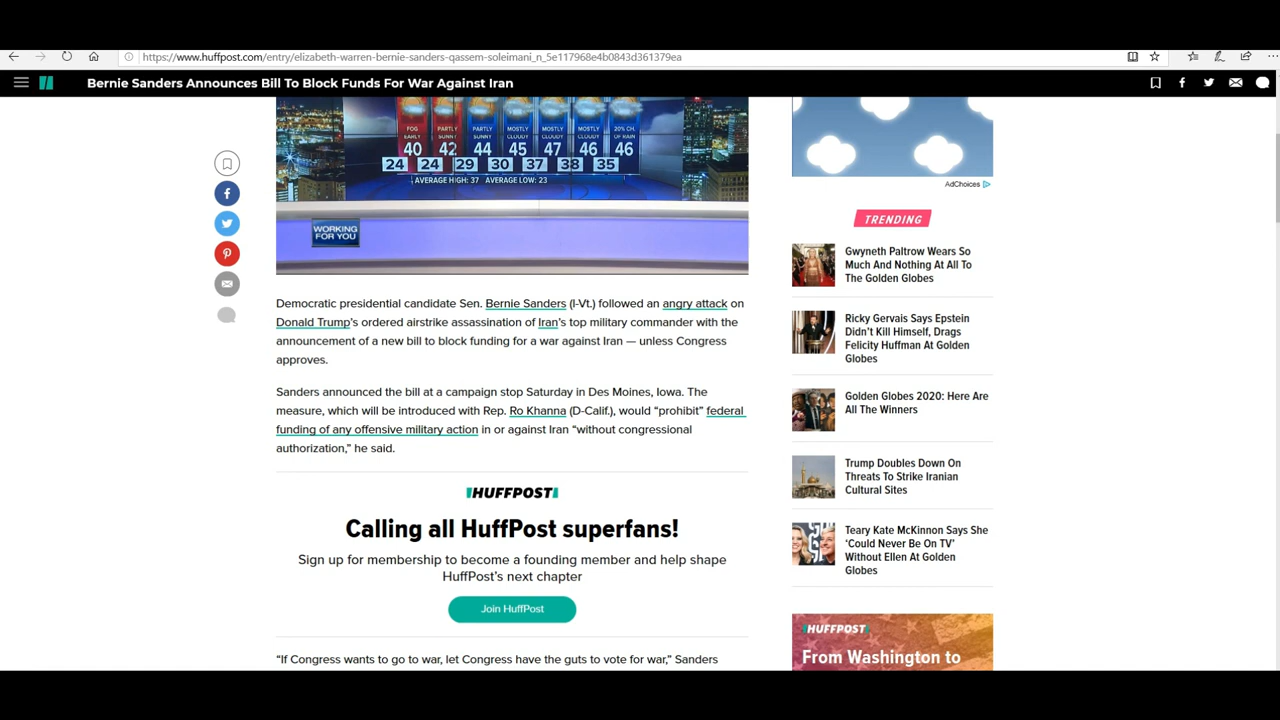 https://www.huffpost.com/entry/elizabeth-warren-bernie-sanders-qassem-soleimani_n_5e117968e4b0843d361379ea
Bernie Sanders Announces Bill To Block Funds For War Against Iran
FOG EARLY 40
PARTLY SUNNY 42
PARTLY SUNNY 44
MOSTLY CLOUDY 45
MOSTLY CLOUDY 47
MOSTLY CLOUDY 46
20% CH. OF RAIN 46
24 24 29 30 37 38 35
AVERAGE HIGH: 37 AVERAGE LOW: 23
WORKING
FOR YOU
Democratic presidential candidate Sen. Bernie Sanders (I-Vt.) followed an angry attack on
Donald Trump’s ordered airstrike assassination of Iran’s top military commander with the
announcement of a new bill to block funding for a war against Iran — unless Congress
approves.
Sanders announced the bill at a campaign stop Saturday in Des Moines, Iowa. The
measure, which will be introduced with Rep. Ro Khanna (D-Calif.), would “prohibit” federal
funding of any offensive military action in or against Iran “without congressional
authorization,” he said.
HUFFPOST
Calling all HuffPost superfans!
Sign up for membership to become a founding member and help shape
HuffPost’s next chapter
Join HuffPost
“If Congress wants to go to war, let Congress have the guts to vote for war,” Sanders
AdChoices
TRENDING
Gwyneth Paltrow Wears So
Much And Nothing At All To
The Golden Globes
Ricky Gervais Says Epstein
Didn’t Kill Himself, Drags
Felicity Huffman At Golden
Globes
Golden Globes 2020: Here Are
All The Winners
Trump Doubles Down On
Threats To Strike Iranian
Cultural Sites
Teary Kate McKinnon Says She
‘Could Never Be On TV’
Without Ellen At Golden
Globes
HUFFPOST
From Washington to